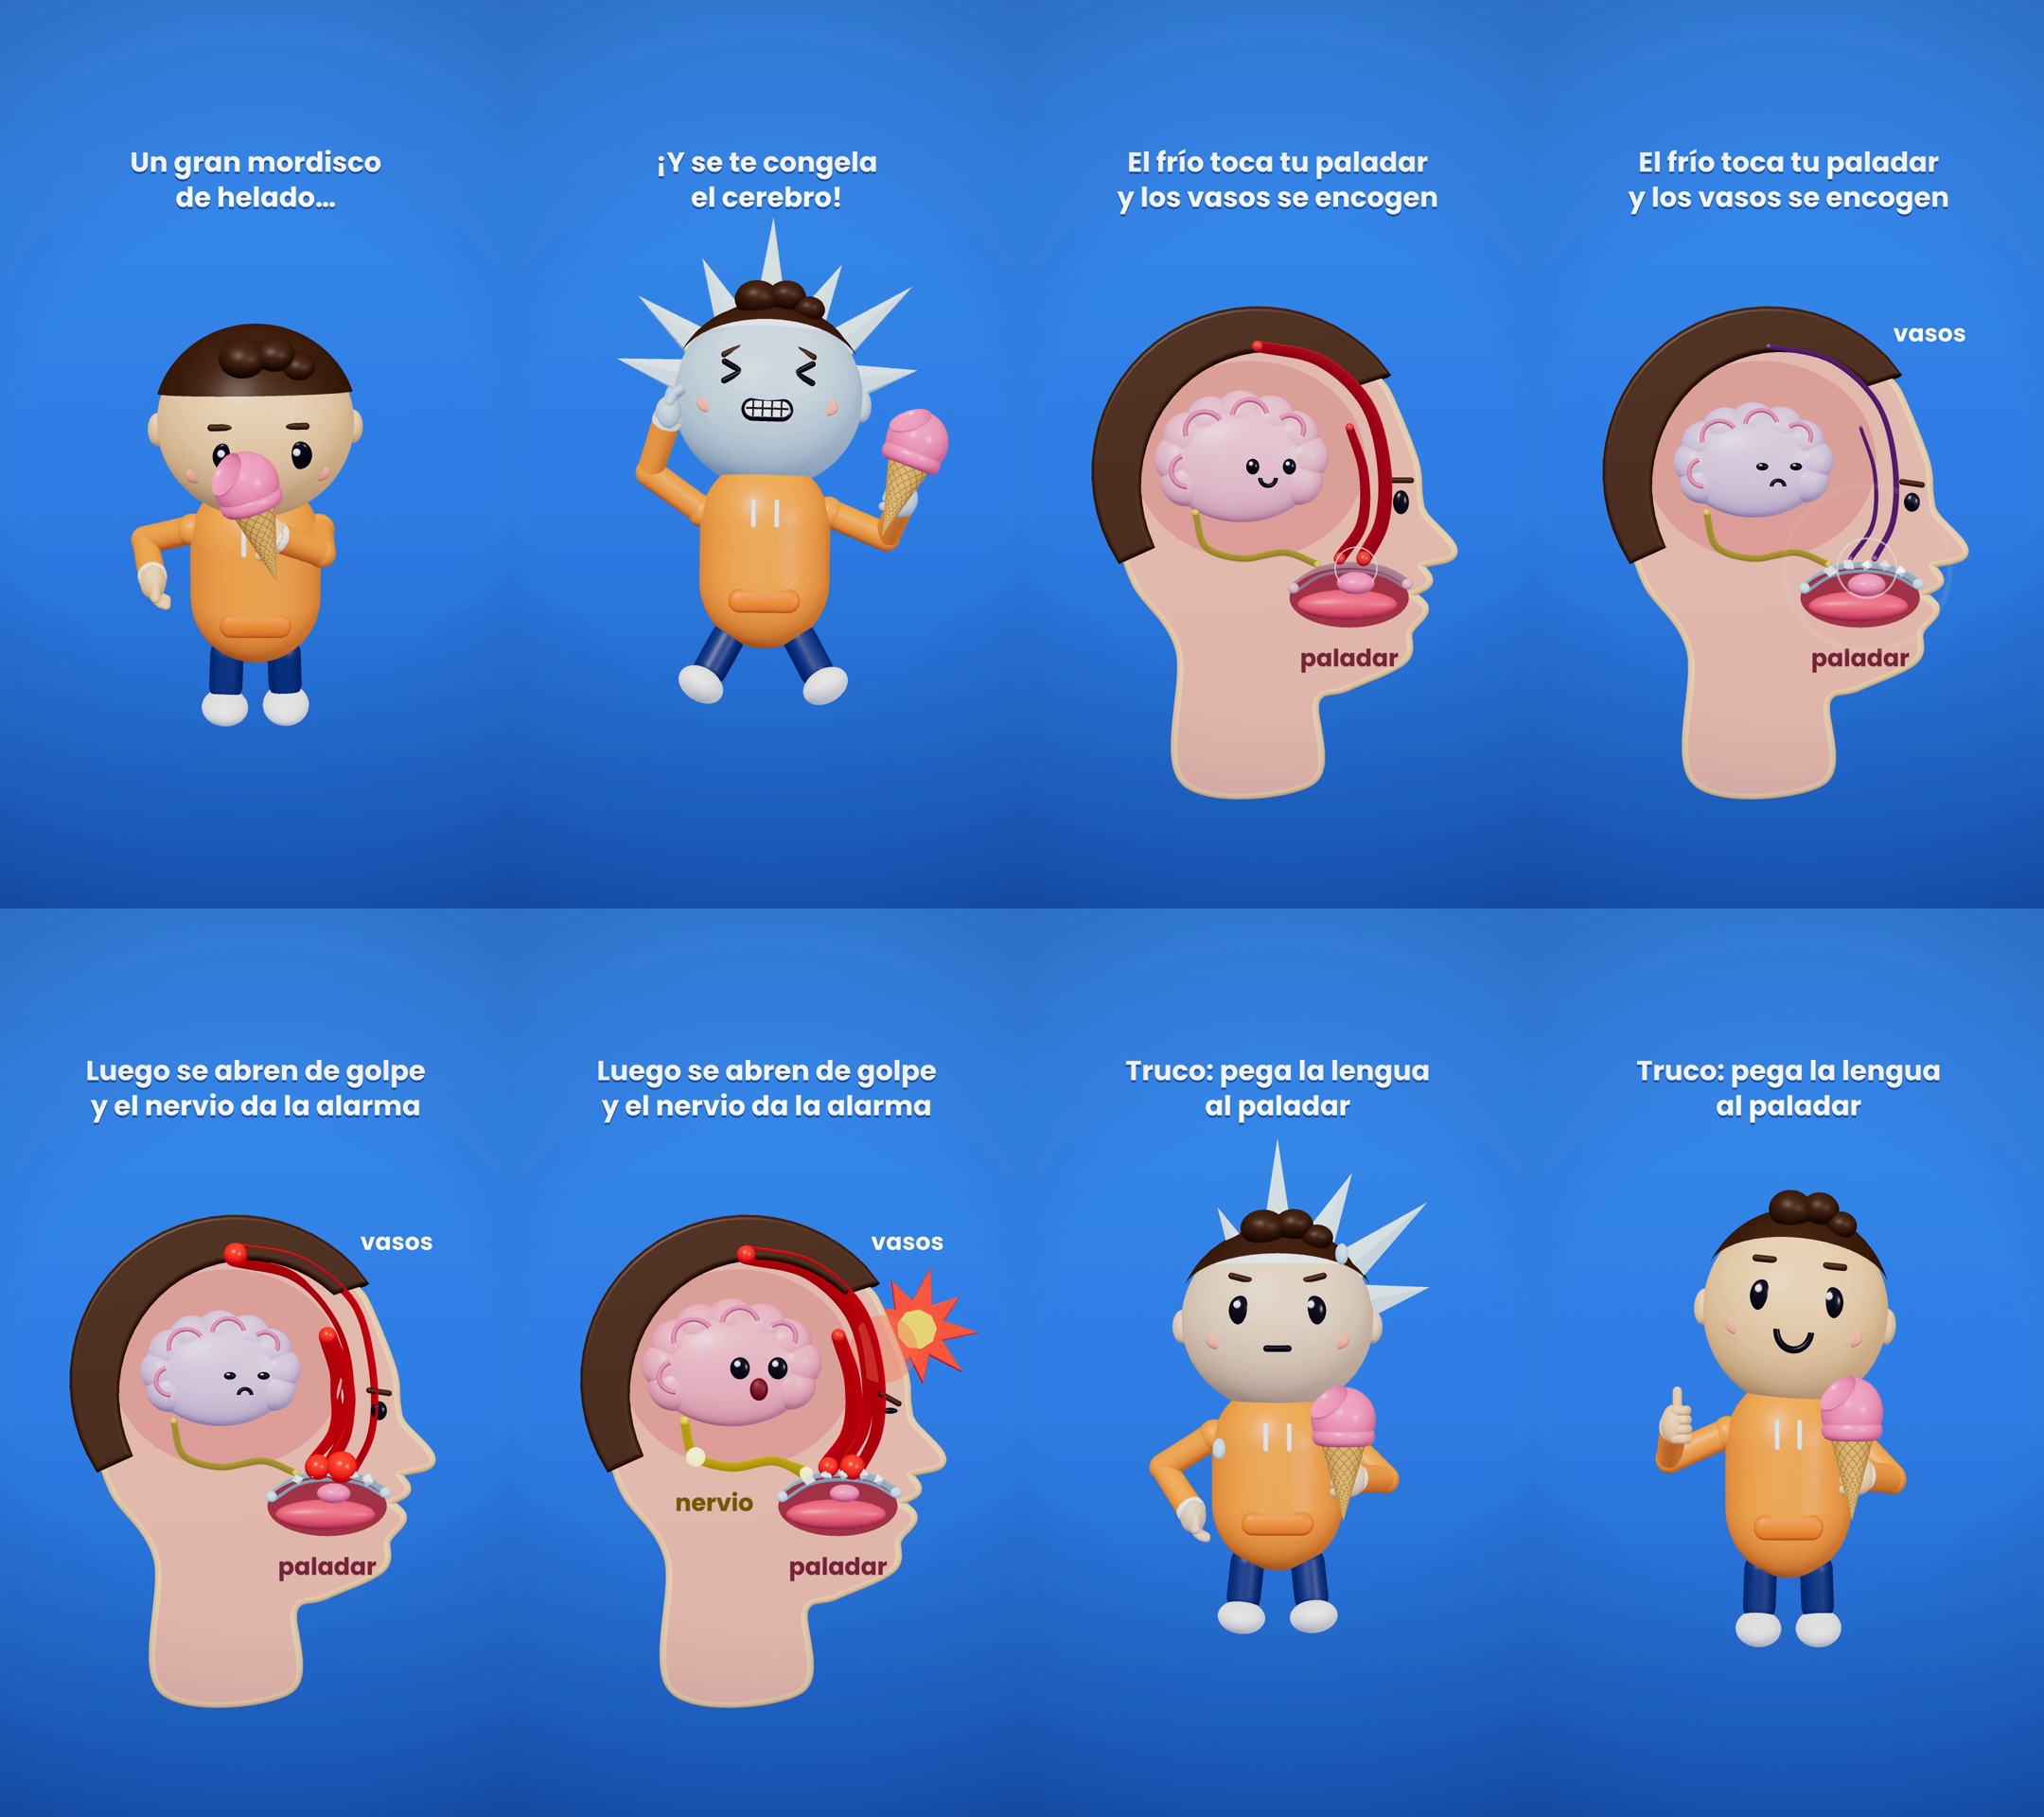 Un gran mordisco
de helado...
¡Y se te congela
el cerebro!
El frío toca tu paladar
y los vasos se encogen
paladar
El frío toca tu paladar
y los vasos se encogen
vasos
paladar
Luego se abren de golpe
y el nervio da la alarma
vasos
paladar
Luego se abren de golpe
y el nervio da la alarma
vasos
nervio
paladar
Truco: pega la lengua
al paladar
Truco: pega la lengua
al paladar